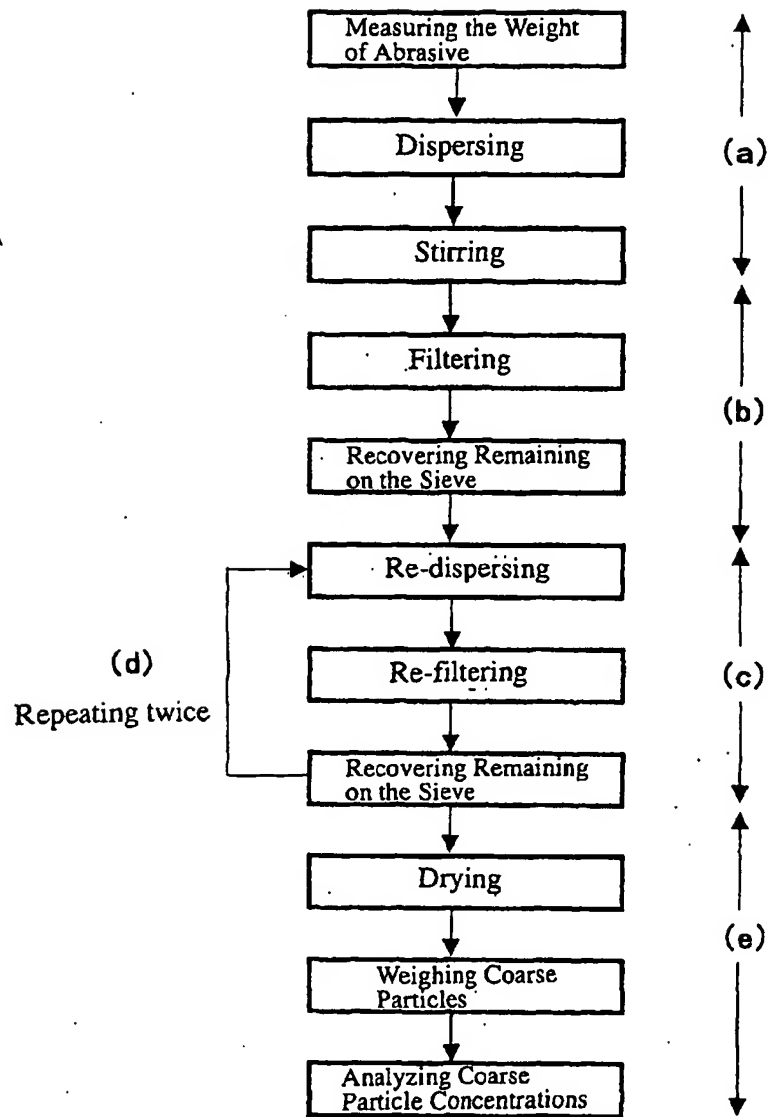 Measuring the Weight
of Abrasive
Dispersing
(a)
Stirring
Filtering
(b)
Recovering Remaining
on the Sieve
Re-dispersing
(d)
Repeating twice
Re-filtering
(c)
Recovering Remaining
on the Sieve
Drying
(e)
Weighing Coarse
Particles
Analyzing Coarse
Particle Concentrations